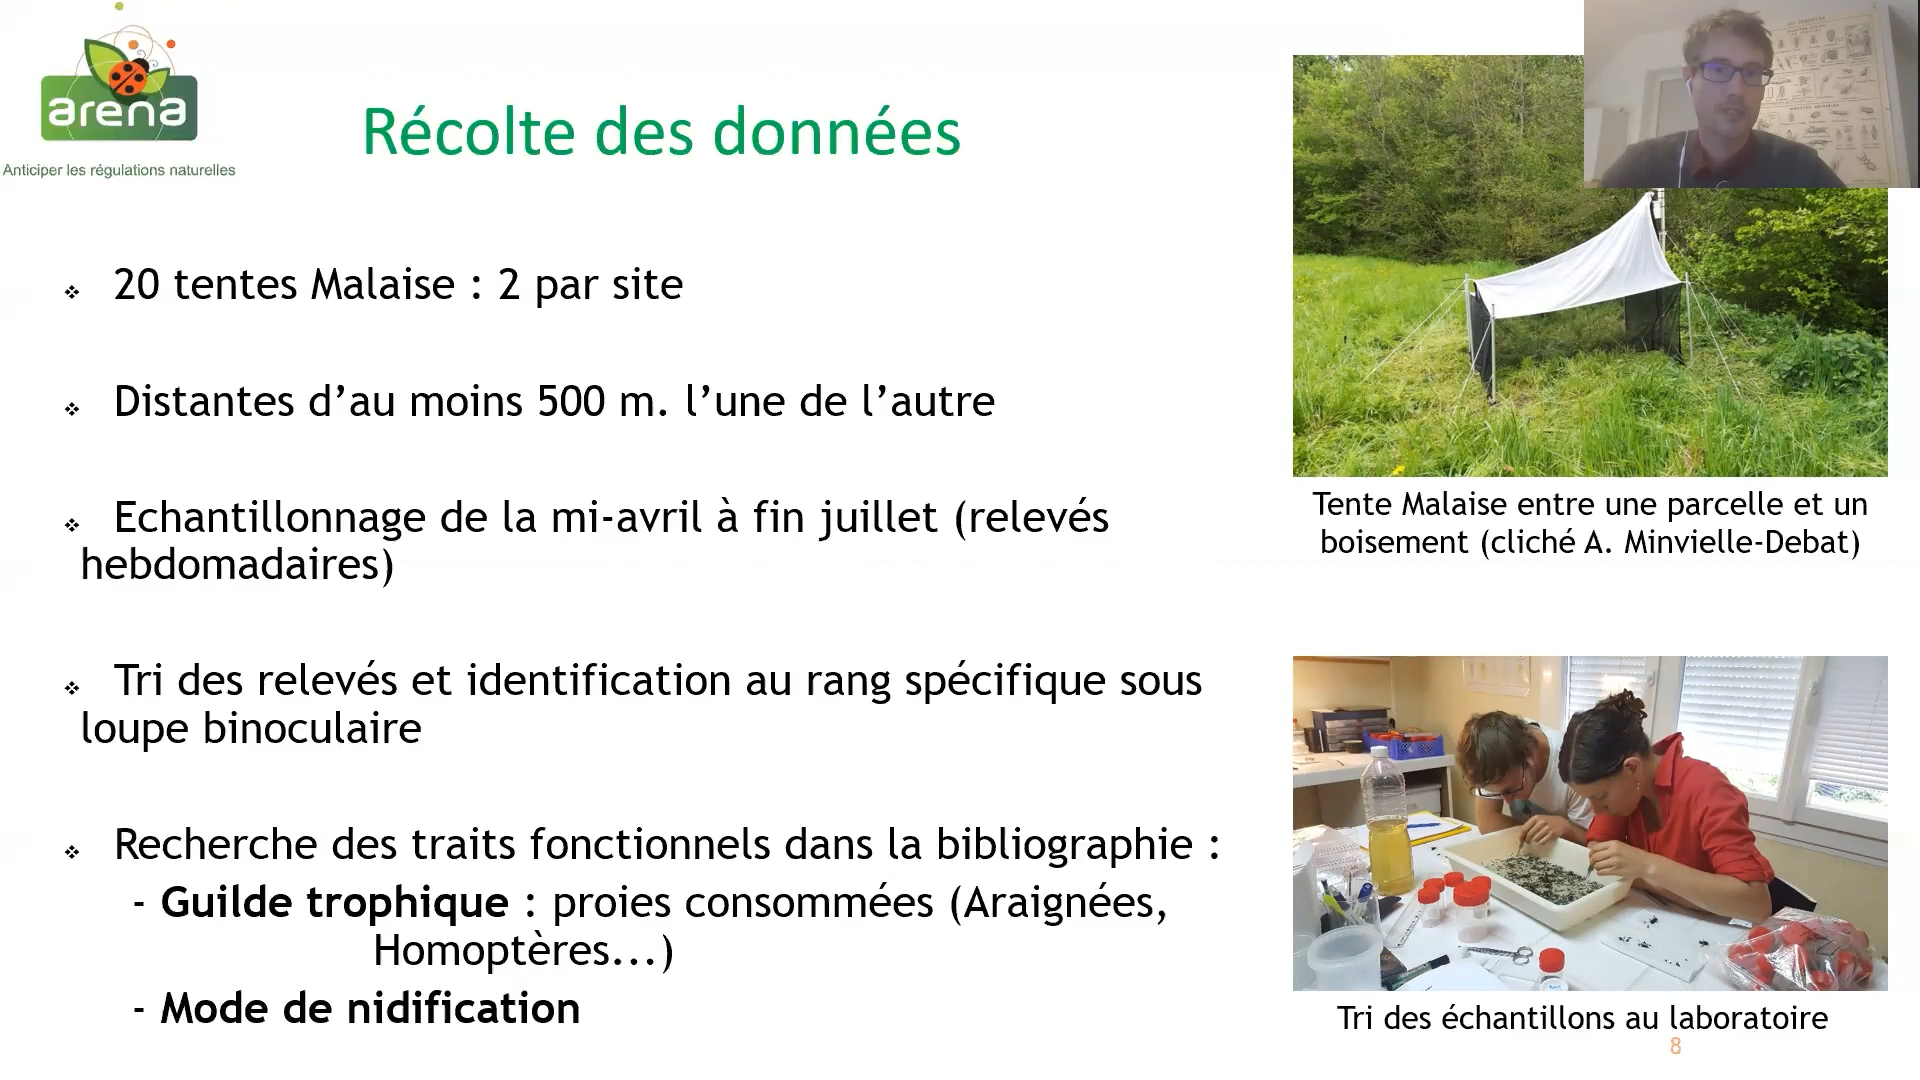 arena
Anticiper les régulations naturelles
Récolte des données
❖ 20 tentes Malaise : 2 par site
❖ Distantes d’au moins 500 m. l’une de l’autre
❖ Echantillonnage de la mi-avril à fin juillet (relevés
hebdomadaires)
❖ Tri des relevés et identification au rang spécifique sous
loupe binoculaire
❖ Recherche des traits fonctionnels dans la bibliographie :
- Guilde trophique : proies consommées (Araignées,
Homoptères...)
- Mode de nidification
Tente Malaise entre une parcelle et un
boisement (cliché A. Minvielle-Debat)
Tri des échantillons au laboratoire
8